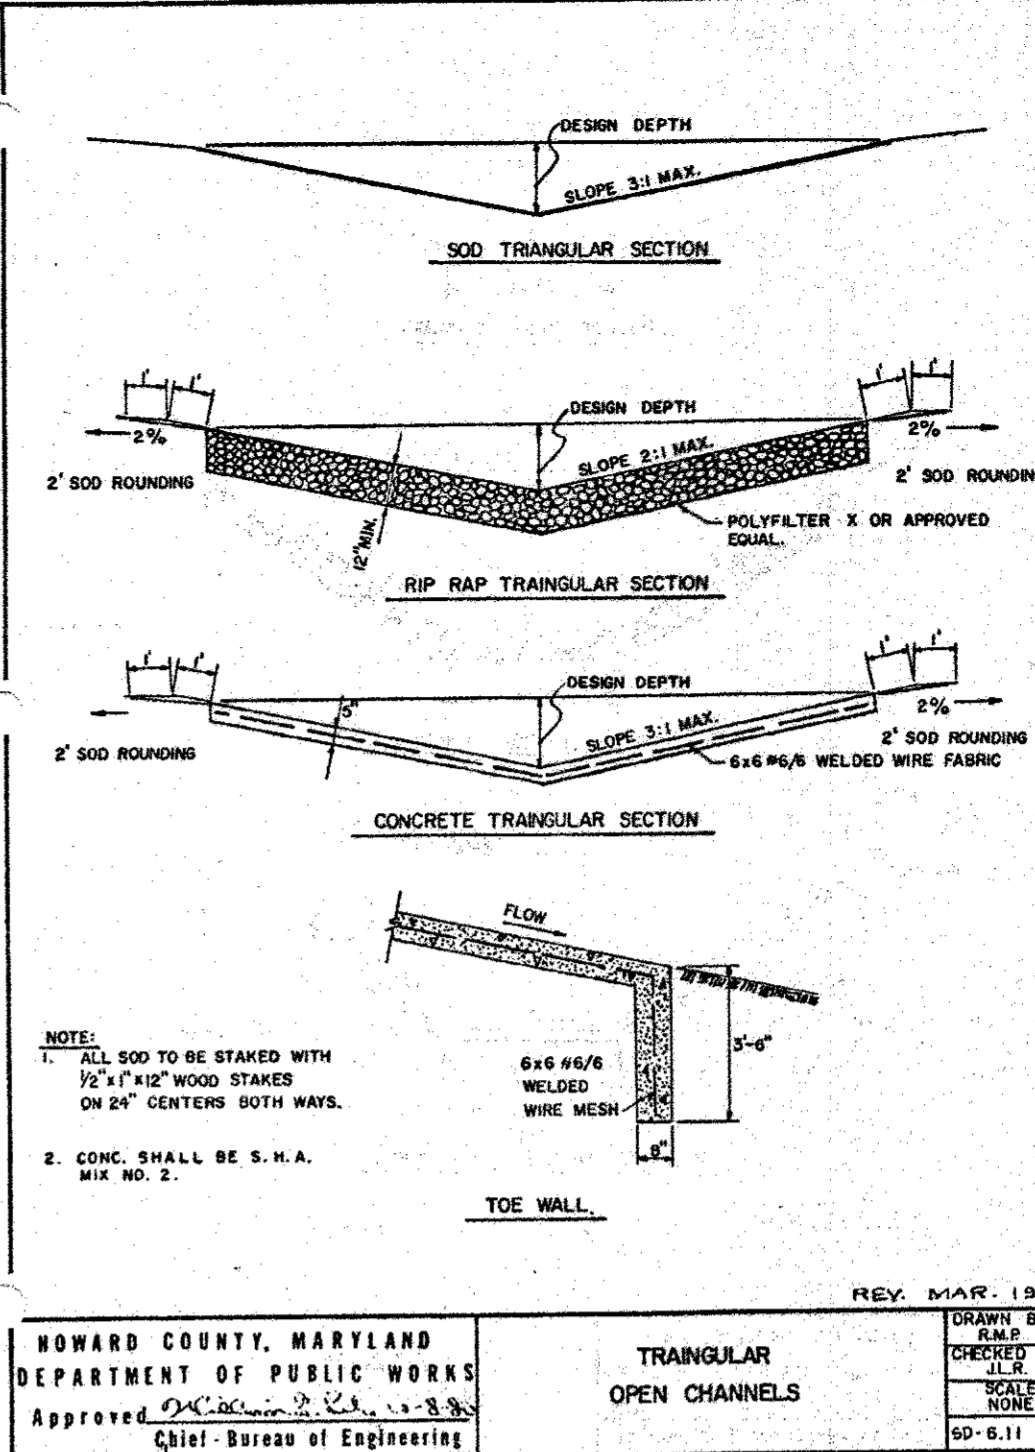 DESIGN DEPTH
SLOPE 3:1 MAX.
SOD TRIANGULAR SECTION
1' 1'
1' 1'
DESIGN DEPTH
2%
SLOPE 2:1 MAX.
2%
2' SOD ROUNDING
2' SOD ROUNDIN
12" MIN.
POLYFILTER X OR APPROVED
EQUAL.
RIP RAP TRAINGULAR SECTION
1' 1'
1' 1'
DESIGN DEPTH
5"
SLOPE 3:1 MAX.
2%
2' SOD ROUNDING
2' SOD ROUNDING
6x6 #6/6 WELDED WIRE FABRIC
CONCRETE TRAINGULAR SECTION
FLOW
3'-6"
6x6 #6/6
WELDED
WIRE MESH
8"
TOE WALL.
NOTE:
1. ALL SOD TO BE STAKED WITH
1/2"x1"x12" WOOD STAKES
ON 24" CENTERS BOTH WAYS.
2. CONC. SHALL BE S.H.A.
MIX NO. 2.
REV. MAR. 19
HOWARD COUNTY, MARYLAND
DEPARTMENT OF PUBLIC WORKS
Approved
Chief - Bureau of Engineering
TRAINGULAR
OPEN CHANNELS
DRAWN B
R.M.P.
CHECKED
J.L.R.
SCALE
NONE
SD-6.11